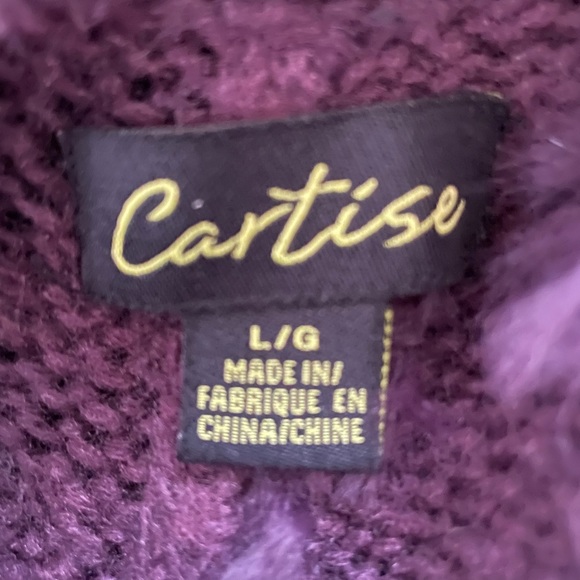 Cartise
L/G
MADE IN/
FABRIQUE EN
CHINA/CHINE